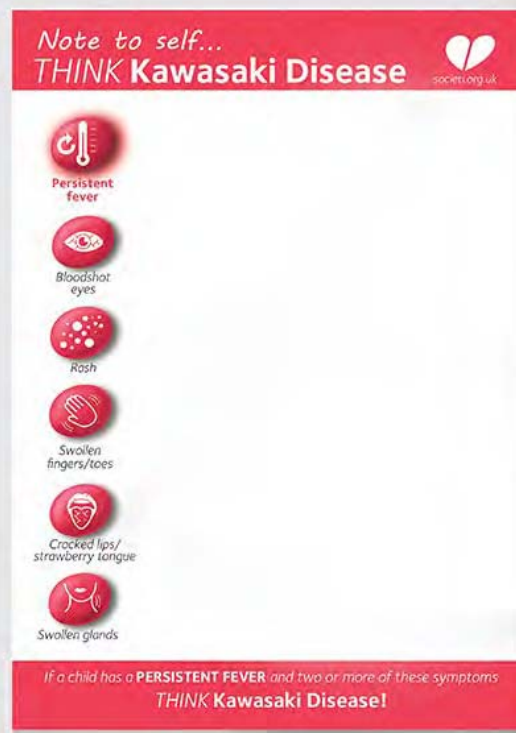 Note to self...
THINK Kawasaki Disease
societi.org.uk
Persistent
fever
Bloodshot
eyes
Rash
Swollen
fingers/toes
Cracked lips/
strawberry tongue
Swollen glands
If a child has a PERSISTENT FEVER and two or more of these symptoms
THINK Kawasaki Disease!